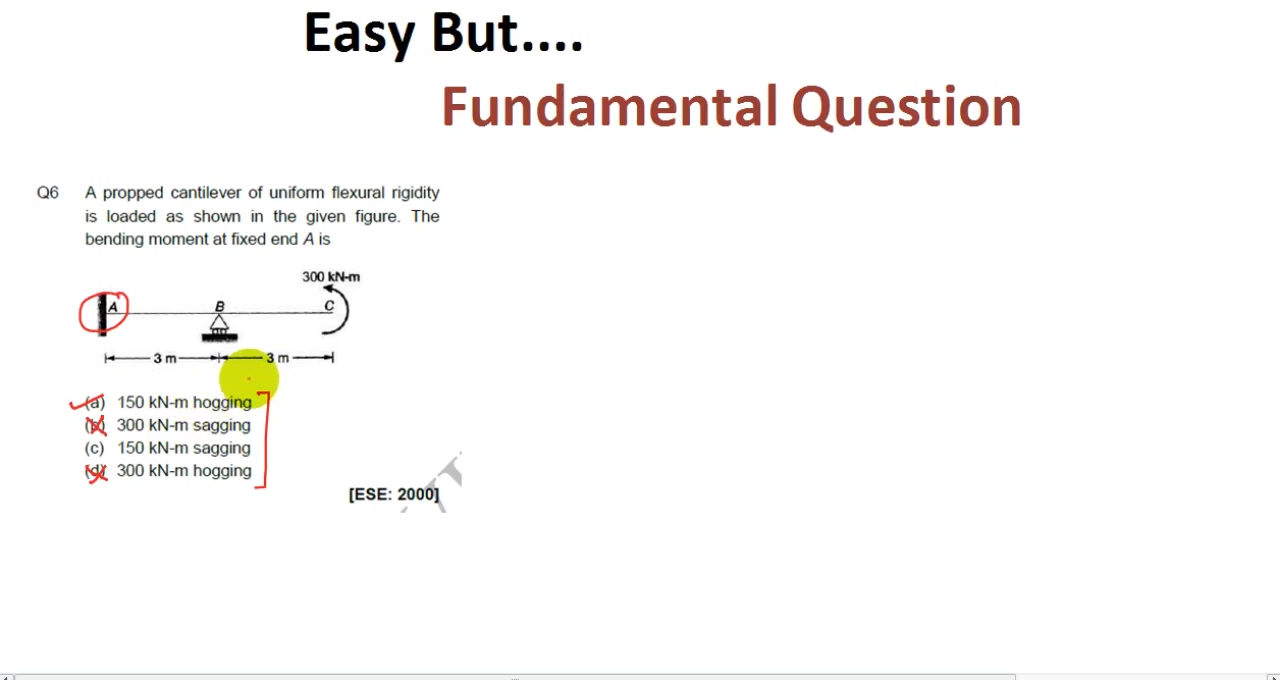 Easy But....
Fundamental Question
Q6 A propped cantilever of uniform flexural rigidity
is loaded as shown in the given figure. The
bending moment at fixed end A is
300 kN-m
A B C
3 m 3 m
(a) 150 kN-m hogging
(b) 300 kN-m sagging
(c) 150 kN-m sagging
(d) 300 kN-m hogging
[ESE: 2000]